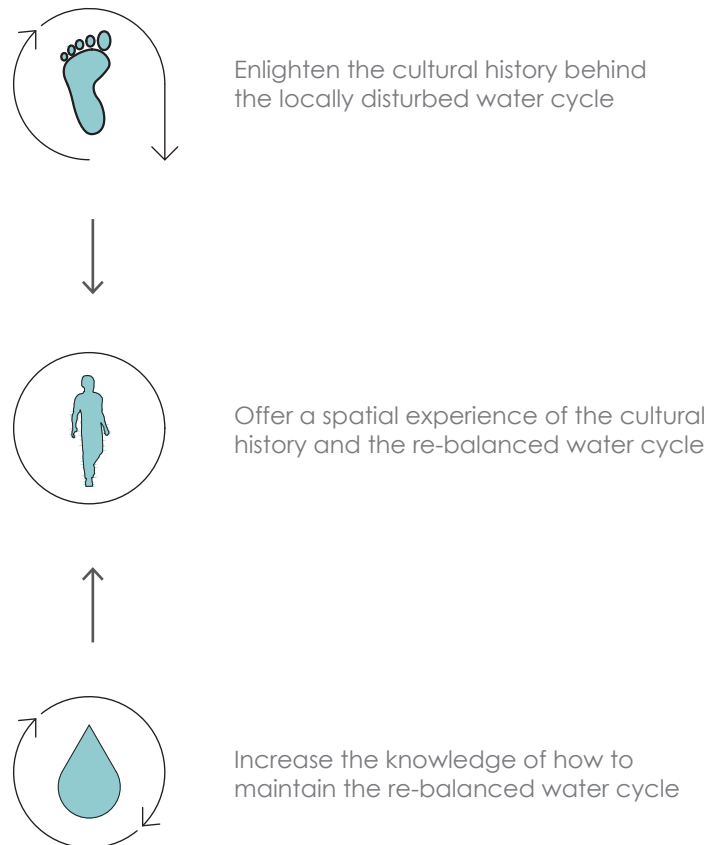 Enlighten the cultural history behind
the locally disturbed water cycle
Offer a spatial experience of the cultural
history and the re-balanced water cycle
Increase the knowledge of how to
maintain the re-balanced water cycle